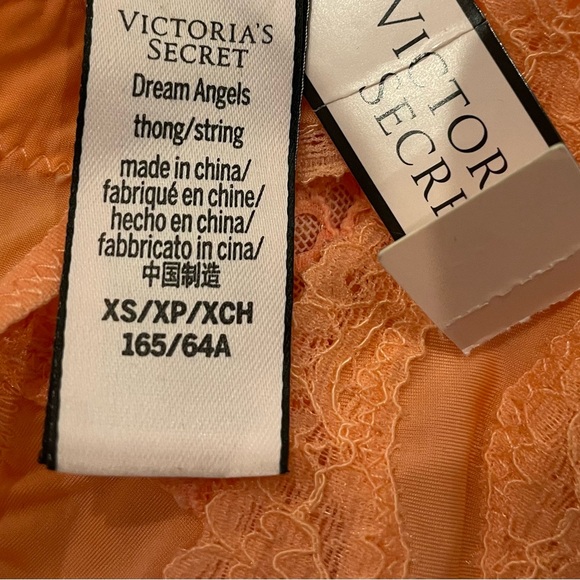 VICTORIA'S
SECRET
Dream Angels
thong/string
made in china/
fabriqué en chine/
hecho en china/
fabbricato in cina/
中国制造
XS/XP/XCH
165/64A
VICTOR
SECRE